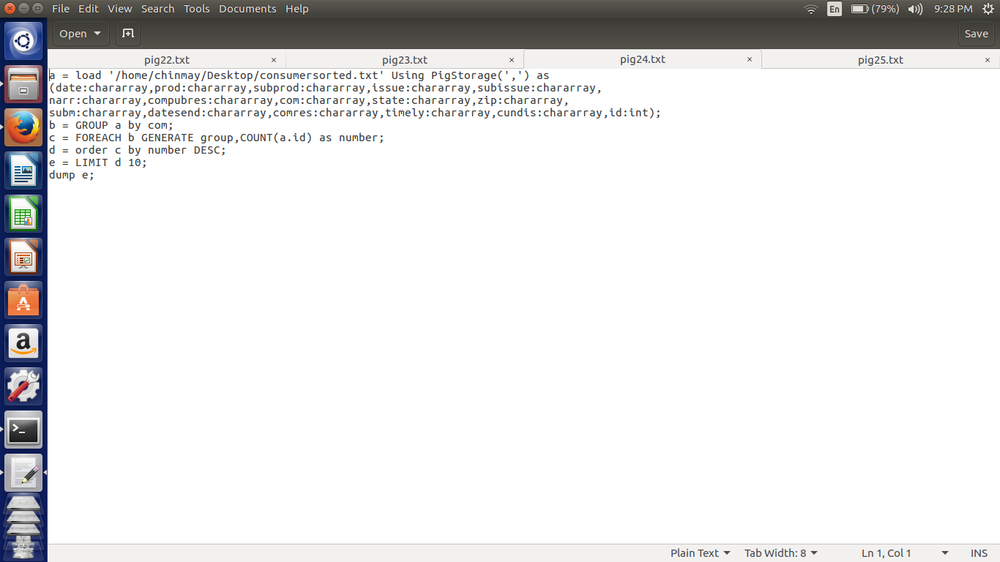 File Edit View Search Tools Documents Help
En (79%) 9:28 PM
Open Save
pig22.txt × pig23.txt × pig24.txt × pig25.txt ×
a = load '/home/chinmay/Desktop/consumersorted.txt' Using PigStorage(',') as
(date:chararray,prod:chararray,subprod:chararray,issue:chararray,subissue:chararray,
narr:chararray,compubres:chararray,com:chararray,state:chararray,zip:chararray,
subm:chararray,datesend:chararray,comres:chararray,timely:chararray,cundis:chararray,id:int);
b = GROUP a by com;
c = FOREACH b GENERATE group,COUNT(a.id) as number;
d = order c by number DESC;
e = LIMIT d 10;
dump e;
Plain Text Tab Width: 8 Ln 1, Col 1 INS